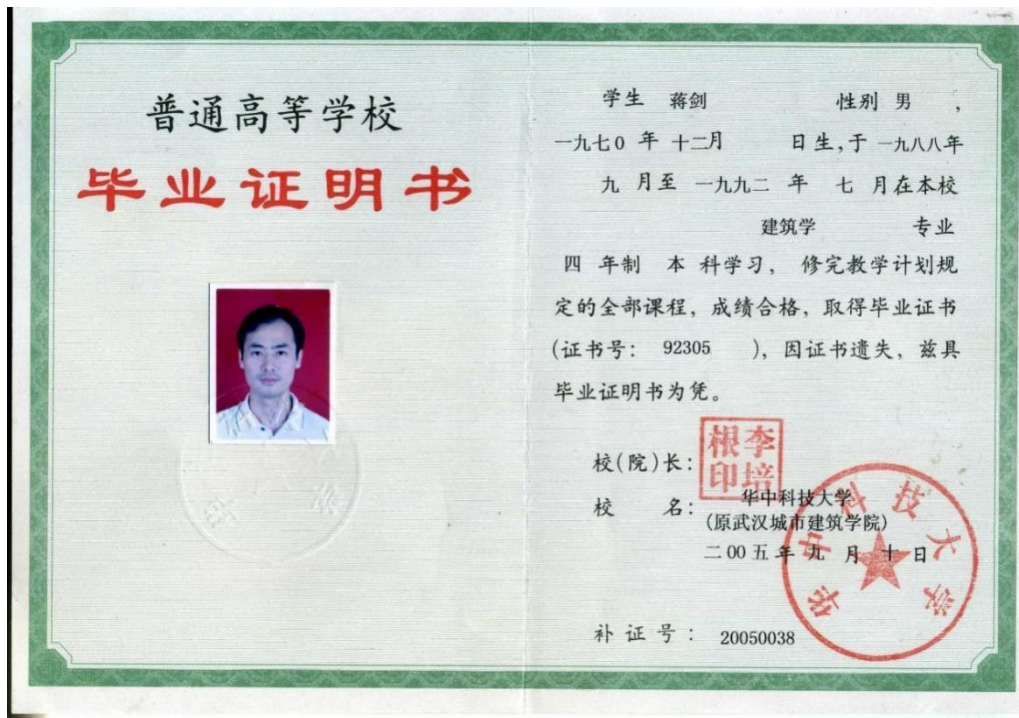 普通高等学校
毕业证明书
学生 蒋剑 性别 男 ，
一九七0 年 十二月 日生，于 一九八八年
九 月至 一九九二 年 七 月在本校
建筑学 专业
四 年制 本 科学习， 修完教学计划规
定的全部课程，成绩合格，取得毕业证书
(证书号： 92305 )，因证书遗失，兹具
毕业证明书为凭。
校(院)长：
李培根印
校 名：
华中科技大学
(原武汉城市建筑学院)
二00五年 九 月 十 日
华中科技大学
补 证 号 ： 20050038